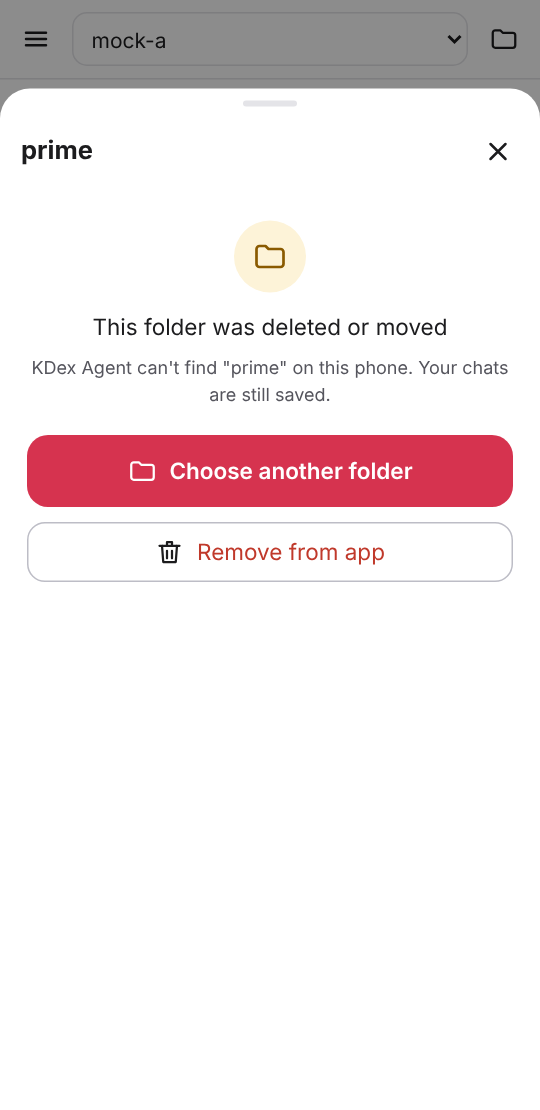 mock-a
prime
This folder was deleted or moved
KDex Agent can't find "prime" on this phone. Your chats
are still saved.
Choose another folder
Remove from app